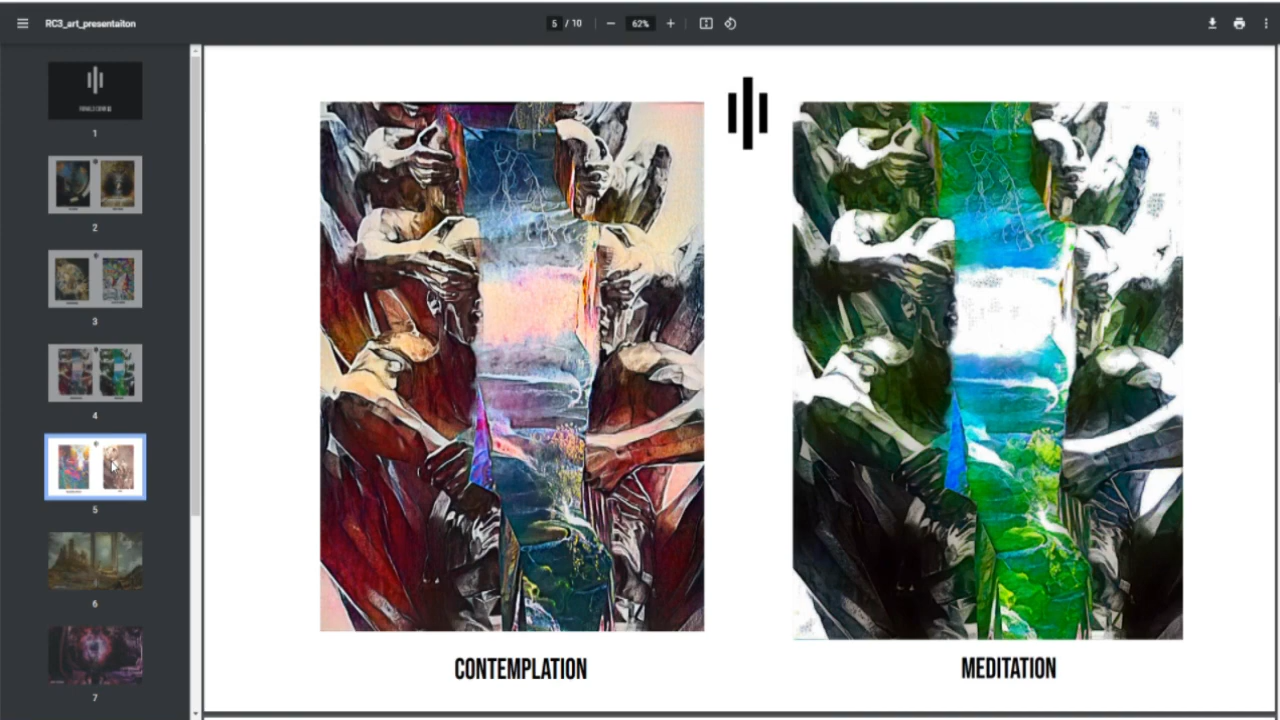 RC3_art_presentaiton
5 / 10
62%
1
2
3
4
5
6
7
CONTEMPLATION
MEDITATION